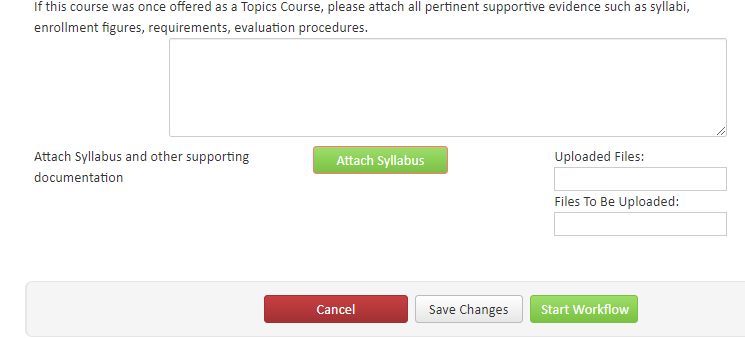 If this course was once offered as a Topics Course, please attach all pertinent supportive evidence such as syllabi,
enrollment figures, requirements, evaluation procedures.
Attach Syllabus and other supporting
documentation
Attach Syllabus
Uploaded Files:
Files To Be Uploaded:
Cancel
Save Changes
Start Workflow